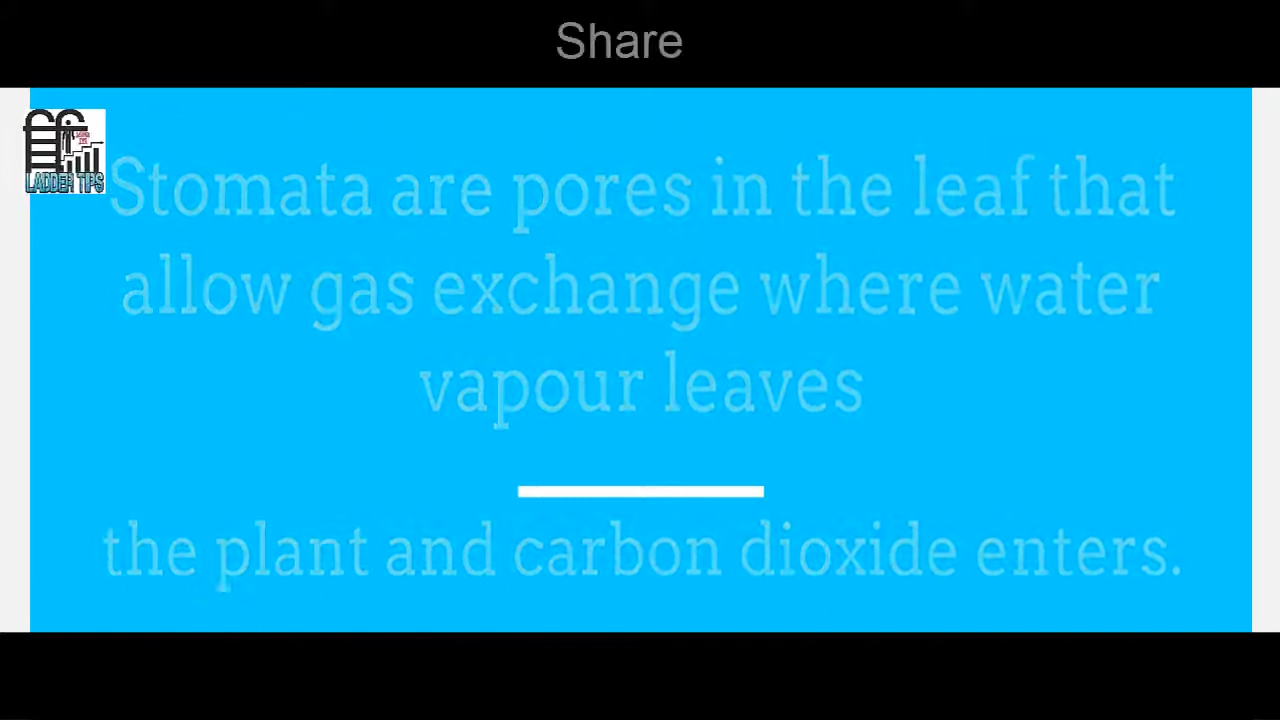 Share
LADDER TIPS
Stomata are pores in the leaf that
allow gas exchange where water
vapour leaves
the plant and carbon dioxide enters.